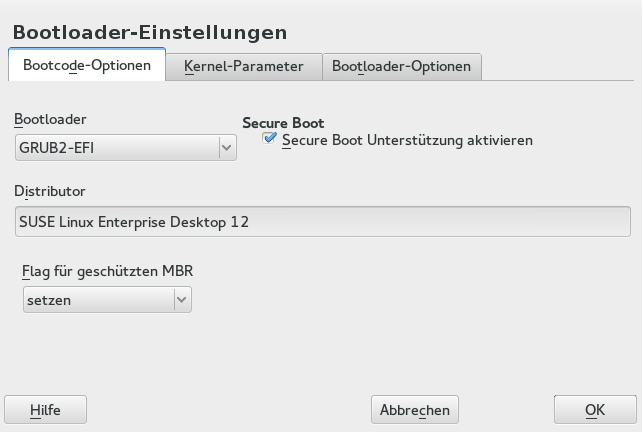 Bootloader-Einstellungen
Bootcode-Optionen Kernel-Parameter Bootloader-Optionen
Bootloader Secure Boot
GRUB2-EFI Secure Boot Unterstützung aktivieren
Distributor
SUSE Linux Enterprise Desktop 12
Flag für geschützten MBR
setzen
Hilfe Abbrechen OK